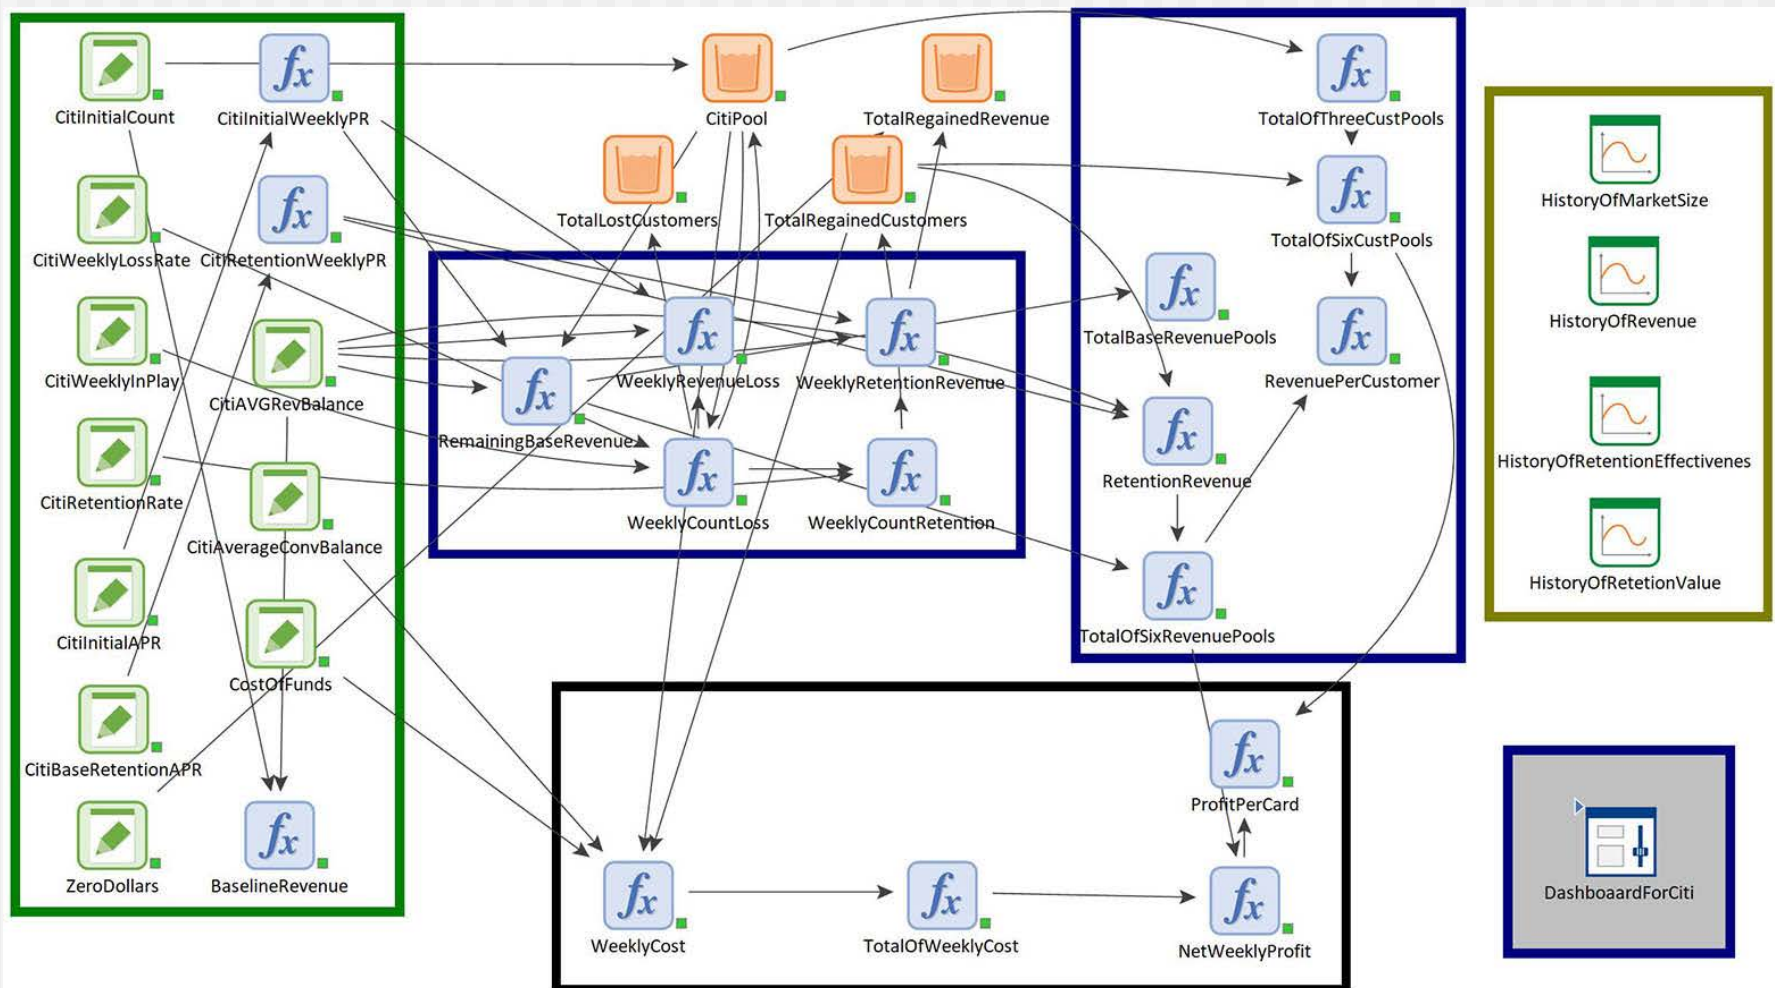 CitiInitialCount
CitiInitialWeeklyPR
CitiPool
TotalRegainedRevenue
TotalOfThreeCustPools
CitiWeeklyLossRate
CitiRetentionWeeklyPR
TotalLostCustomers
TotalRegainedCustomers
TotalOfSixCustPools
HistoryOfMarketSize
CitiWeeklyInPlay
CitiAVGRevBalance
RemainingBaseRevenue
WeeklyRevenueLoss
WeeklyRetentionRevenue
TotalBaseRevenuePools
RevenuePerCustomer
HistoryOfRevenue
CitiRetentionRate
CitiAverageConvBalance
WeeklyCountLoss
WeeklyCountRetention
RetentionRevenue
HistoryOfRetentionEffectivenes
CitiInitialAPR
CostOfFunds
TotalOfSixRevenuePools
HistoryOfRetetionValue
CitiBaseRetentionAPR
ProfitPerCard
ZeroDollars
BaselineRevenue
WeeklyCost
TotalOfWeeklyCost
NetWeeklyProfit
DashboaardForCiti